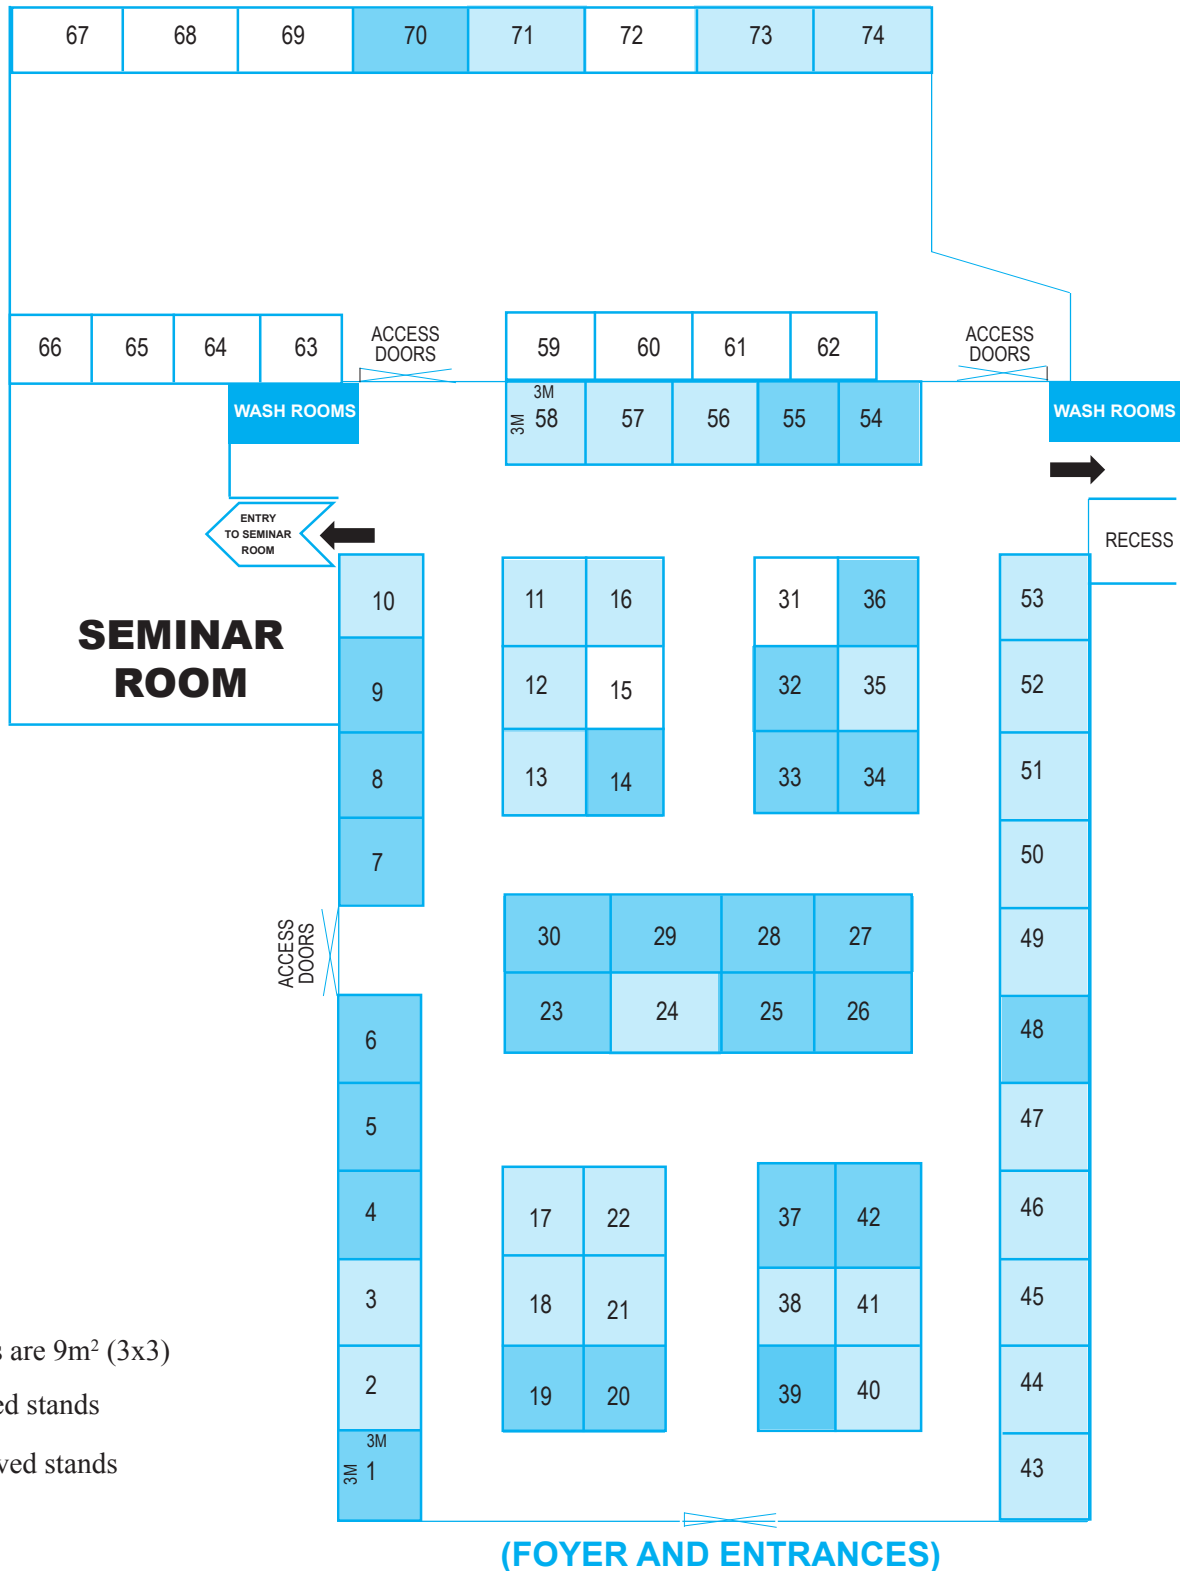 67 68 69 70 71 72 73 74
66 65 64 63
ACCESS
DOORS
59 60 61 62
ACCESS
DOORS
WASH ROOMS
3M
3M
58 57 56 55 54
WASH ROOMS
ENTRY
TO SEMINAR
ROOM
RECESS
SEMINAR
ROOM
10 11 16 31 36 53
9 12 15 32 35 52
8 13 14 33 34 51
7 50
ACCESS
DOORS
30 29 28 27 49
23 24 25 26
6 48
5 47
4 17 22 37 42 46
3 18 21 38 41 45
s are 9m² (3x3)
2 19 20 39 40 44
ed stands
3M
3M
1 43
ved stands
(FOYER AND ENTRANCES)